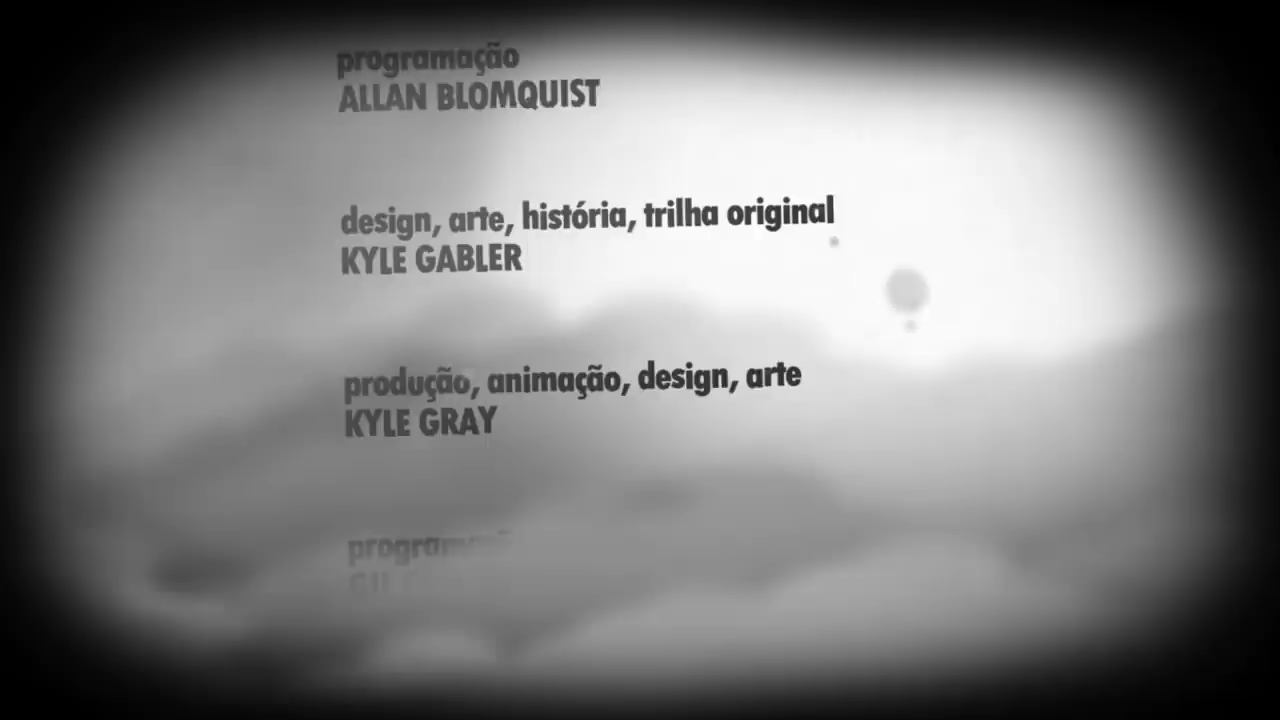 programação
ALLAN BLOMQUIST
design, arte, história, trilha original
KYLE GABLER
produção, animação, design, arte
KYLE GRAY